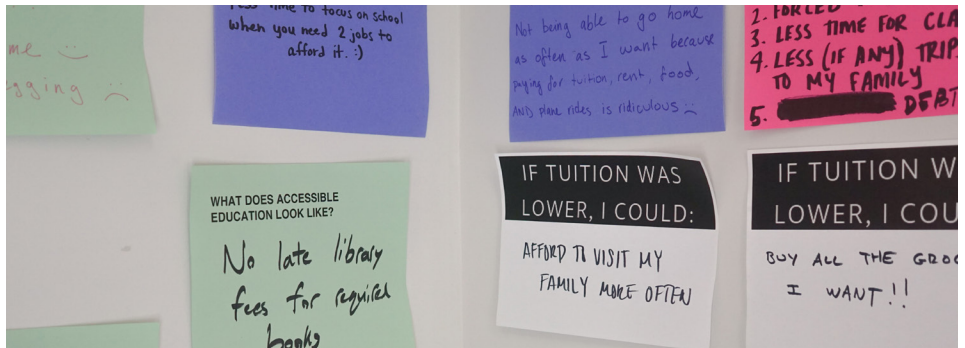 me :)
gging :(
less time to focus on school
when you need 2 jobs to
afford it. :)
Not being able to go home
as often as I want because
paying for tuition, rent, food,
AND plane rides is ridiculous :(
2. FORCED
3. LESS TIME FOR CLA
4. LESS (IF ANY) TRIPS
TO MY FAMILY
5. DEBT
WHAT DOES ACCESSIBLE
EDUCATION LOOK LIKE?
No late library
fees for required
books
IF TUITION WAS
LOWER, I COULD:
AFFORD TO VISIT MY
FAMILY MORE OFTEN
IF TUITION W
LOWER, I COU
BUY ALL THE GROC
I WANT!!